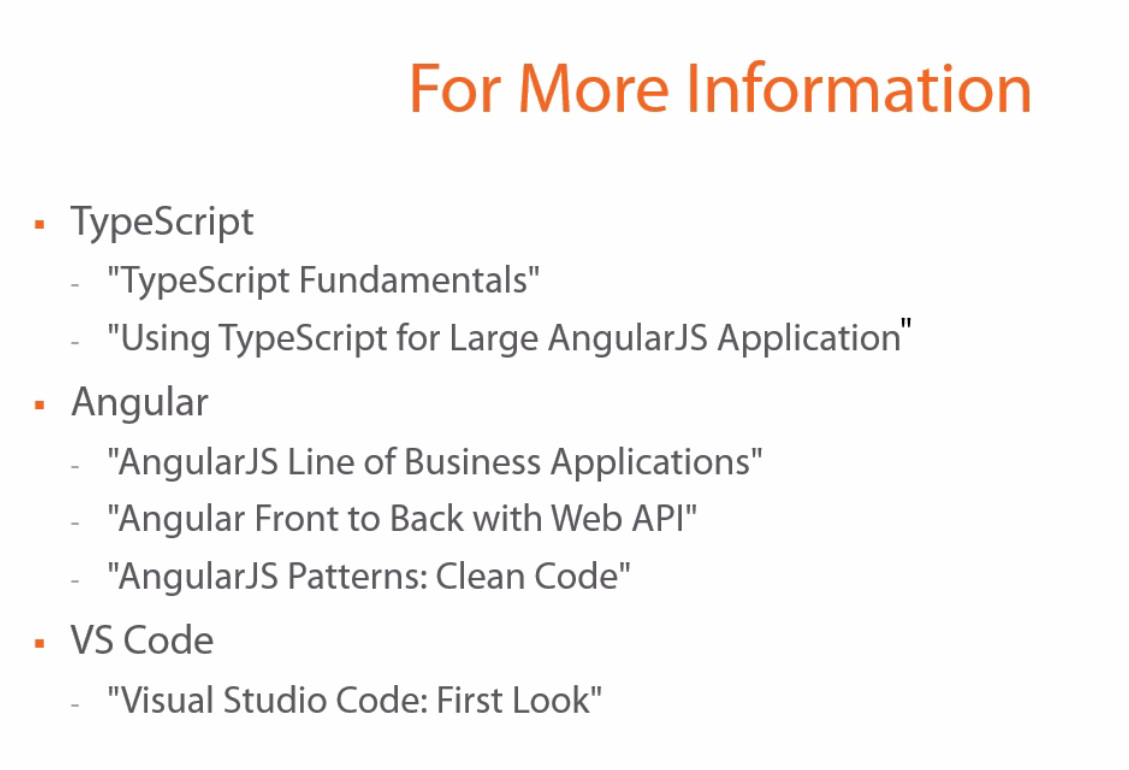 For More Information
▪ TypeScript
- "TypeScript Fundamentals"
- "Using TypeScript for Large AngularJS Application"
▪ Angular
- "AngularJS Line of Business Applications"
- "Angular Front to Back with Web API"
- "AngularJS Patterns: Clean Code"
▪ VS Code
- "Visual Studio Code: First Look"